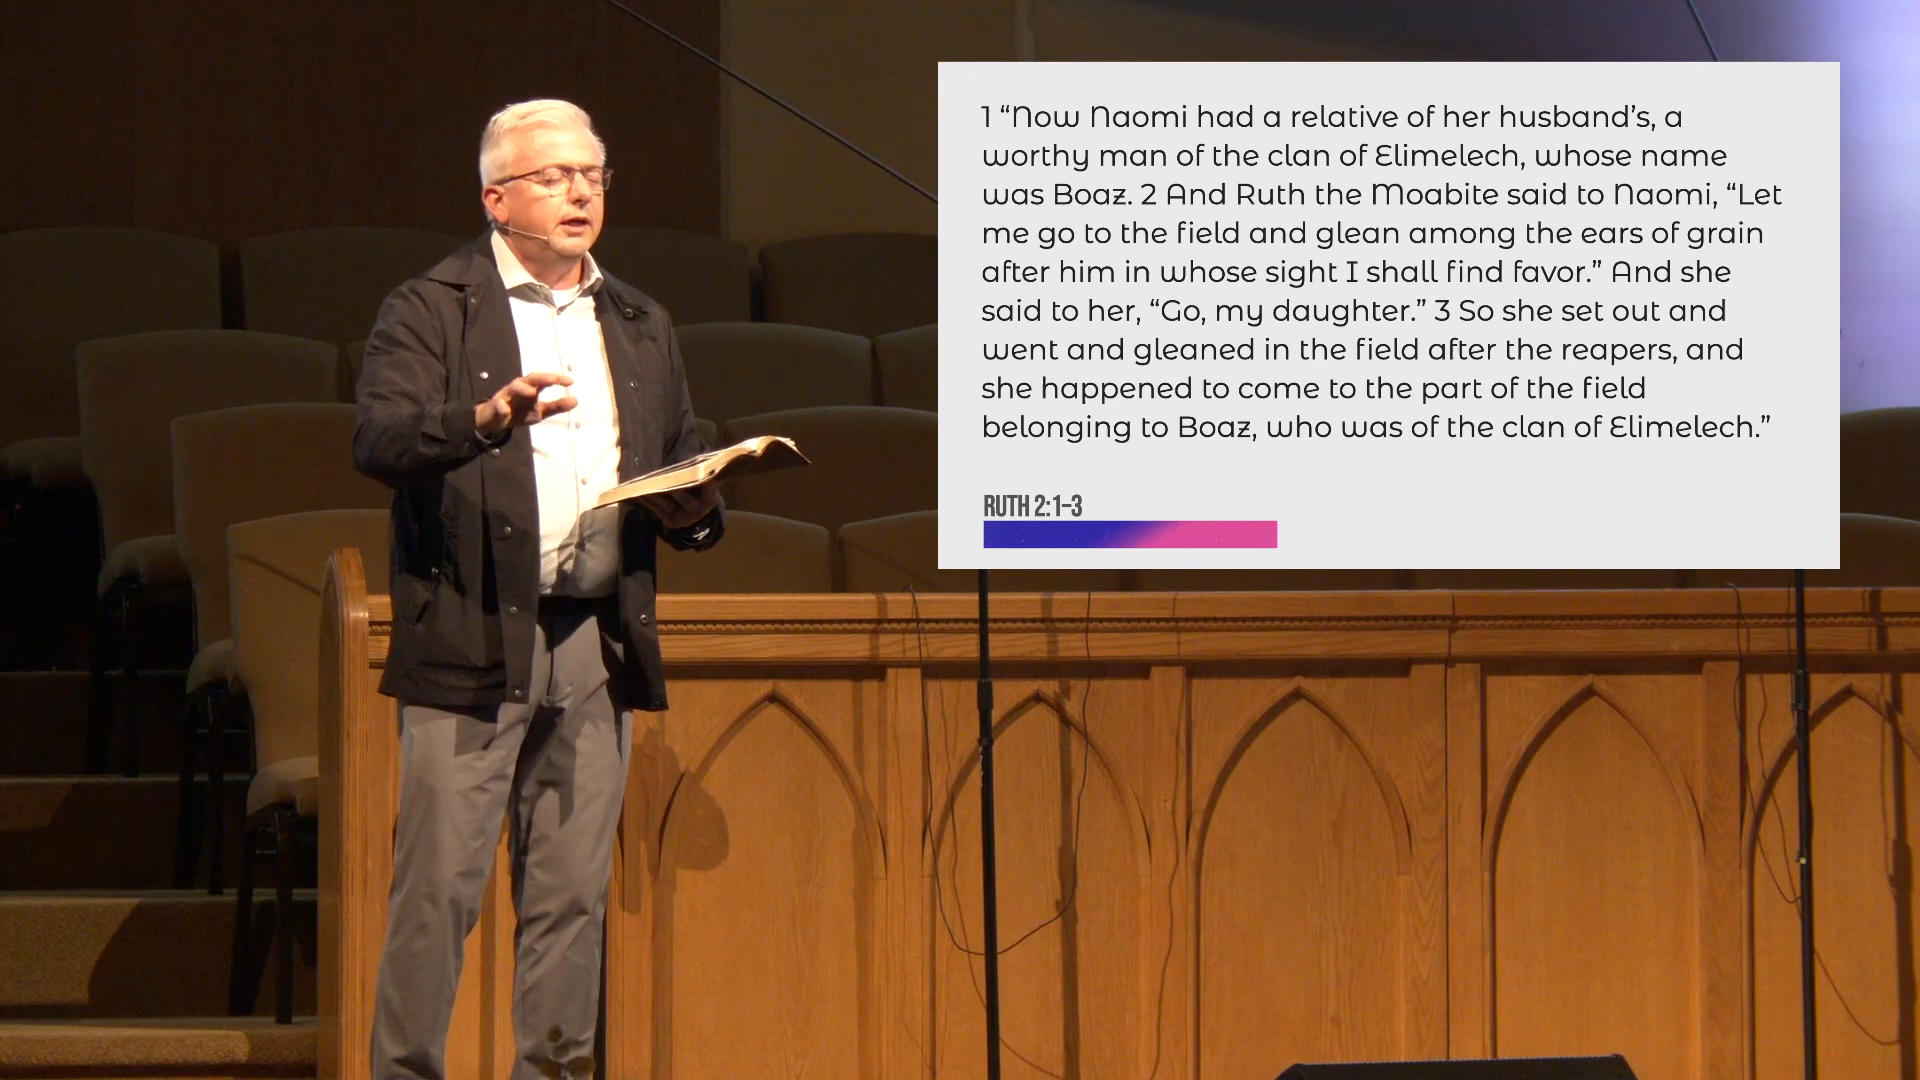 1 “Now Naomi had a relative of her husband’s, a
worthy man of the clan of Elimelech, whose name
was Boaz. 2 And Ruth the Moabite said to Naomi, “Let
me go to the field and glean among the ears of grain
after him in whose sight I shall find favor.” And she
said to her, “Go, my daughter.” 3 So she set out and
went and gleaned in the field after the reapers, and
she happened to come to the part of the field
belonging to Boaz, who was of the clan of Elimelech.”
RUTH 2:1-3